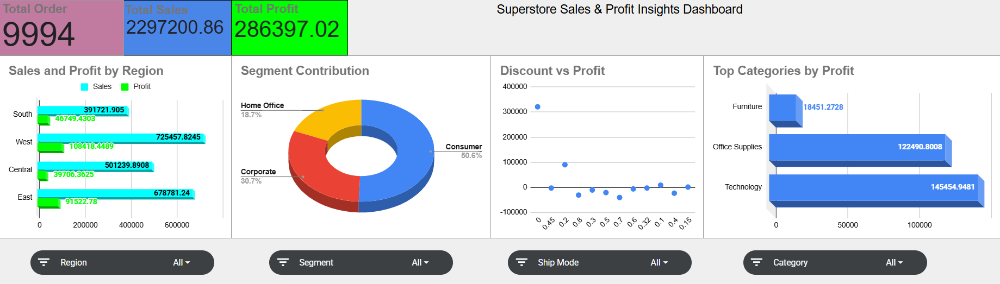 Total Order
9994
Total Sales
2297200.86
Total Profit
286397.02
Superstore Sales & Profit Insights Dashboard
Sales and Profit by Region
Sales
Profit
South
391721.905
46749.4303
West
725457.8245
108418.4489
Central
501239.8908
39706.3625
East
678781.24
91522.78
0
200000
400000
600000
Segment Contribution
Home Office
18.7%
Consumer
50.6%
Corporate
30.7%
Discount vs Profit
400000
300000
200000
100000
0
-100000
0
0.45
0.2
0.8
0.3
0.5
0.7
0.6
0.32
0.1
0.4
0.15
Top Categories by Profit
Furniture
18451.2728
Office Supplies
122490.8008
Technology
145454.9481
0
50000
100000
Region
All
Segment
All
Ship Mode
All
Category
All